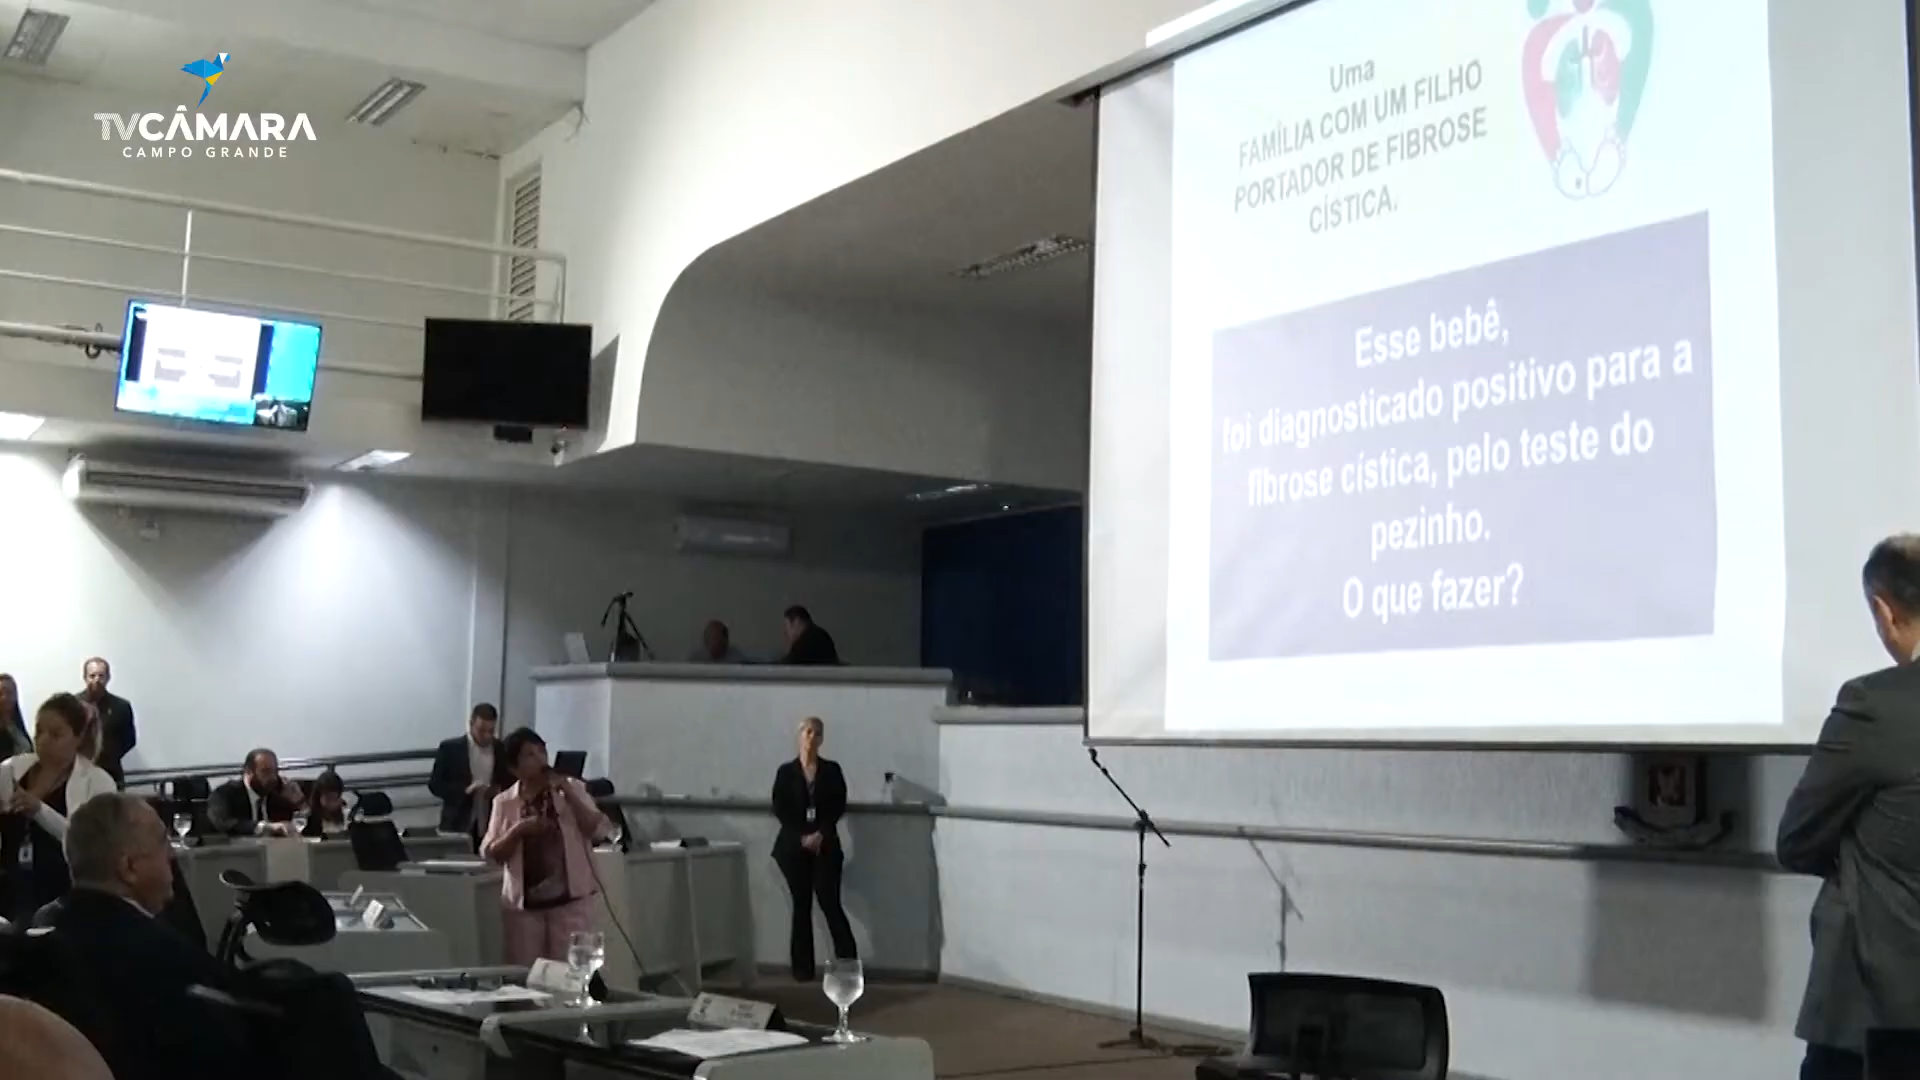 TVCÂMARA
CAMPO GRANDE
Uma
FAMÍLIA COM UM FILHO
PORTADOR DE FIBROSE
CÍSTICA.
Esse bebê,
foi diagnosticado positivo para a
fibrose cística, pelo teste do
pezinho.
O que fazer?